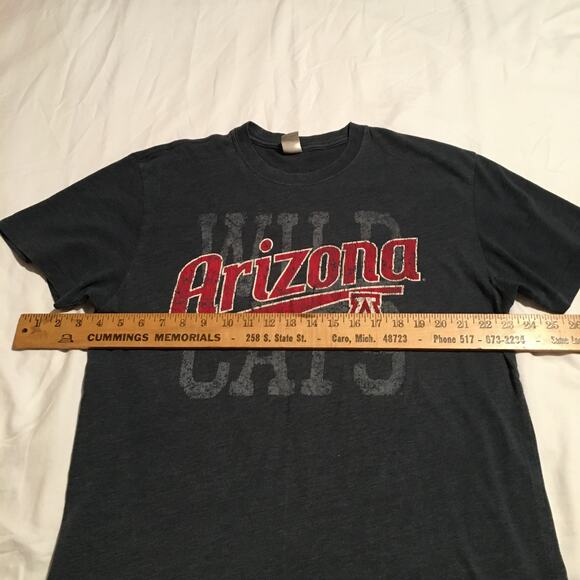 WILD
Arizona
A
1 2 3 4 5 6 7 8 9 10 11 12 13 14 15 16 17 18 19 20 21 22 23 24 25 26
CUMMINGS MEMORIALS - 258 S. State St. - Caro, Mich. 48723 - Phone 517 - 673-2235 -
CATS